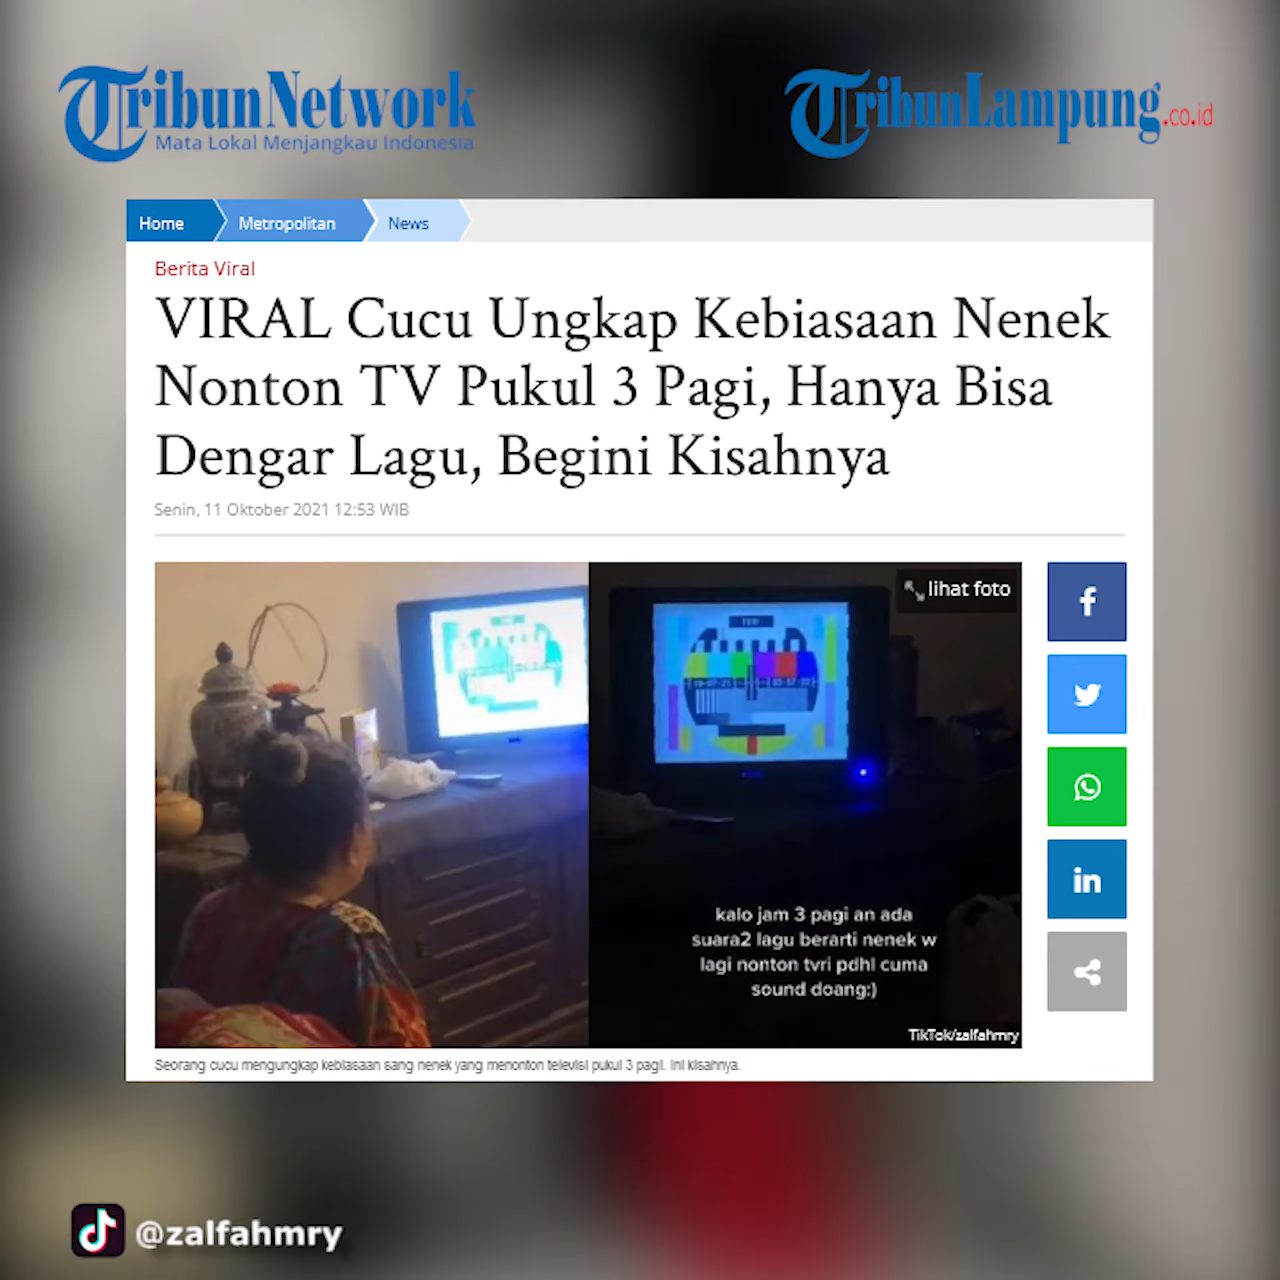 TribunNetwork
Mata Lokal Menjangkau Indonesia
TribunLampung.co.id
Home Metropolitan News
Berita Viral
VIRAL Cucu Ungkap Kebiasaan Nenek
Nonton TV Pukul 3 Pagi, Hanya Bisa
Dengar Lagu, Begini Kisahnya
Senin, 11 Oktober 2021 12:53 WIB
lihat foto
kalo jam 3 pagi an ada
suara2 lagu berarti nenek w
lagi nonton tvri pdhl cuma
sound doang:)
TikTok/zalfahmry
Seorang cucu mengungkap kebiasaan sang nenek yang menonton televisi pukul 3 pagi. Ini kisahnya.
@zalfahmry